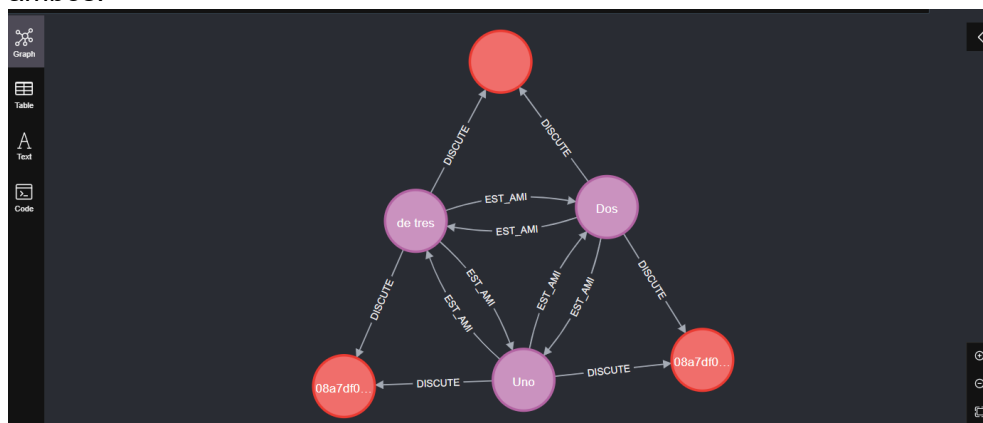 Graph
Table
Text
Code
DISCUTE
DISCUTE
EST_AMI
de tres
Dos
EST_AMI
EST_AMI
EST_AMI
EST_AMI
EST_AMI
DISCUTE
DISCUTE
08a7df0...
DISCUTE
Uno
DISCUTE
08a7df0...